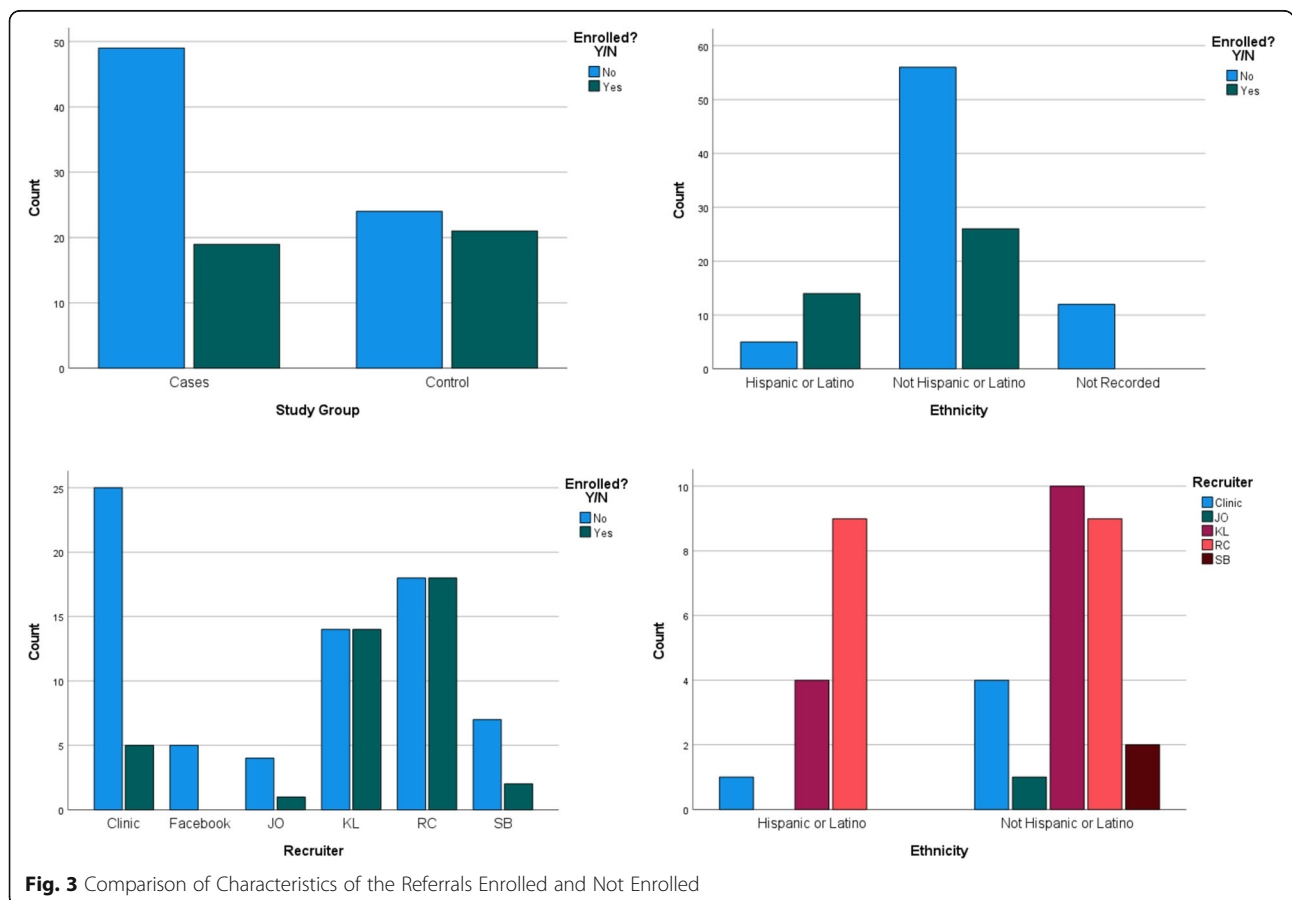 Enrolled?
Y/N
No
Yes
50
40
30
20
10
0
Count
Cases
Control
Study Group
Enrolled?
Y/N
No
Yes
60
50
40
30
20
10
0
Count
Hispanic or Latino
Not Hispanic or Latino
Not Recorded
Ethnicity
Enrolled?
Y/N
No
Yes
25
20
15
10
5
0
Count
Clinic
Facebook
JO
KL
RC
SB
Recruiter
Recruiter
Clinic
JO
KL
RC
SB
10
8
6
4
2
0
Count
Hispanic or Latino
Not Hispanic or Latino
Ethnicity
Fig. 3 Comparison of Characteristics of the Referrals Enrolled and Not Enrolled